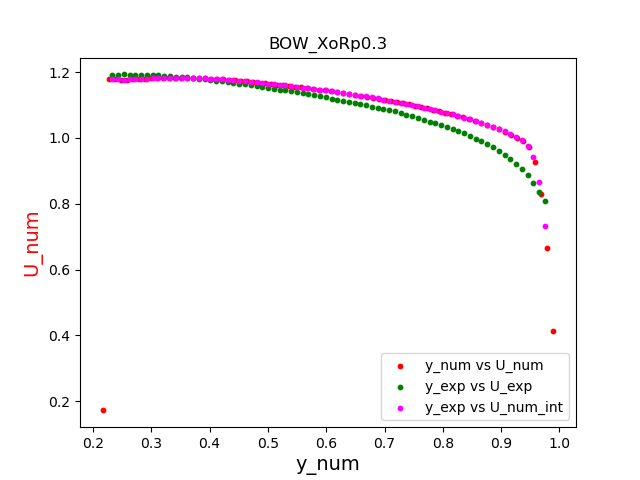 BOW_XoRp0.3
1.2
1.0
0.8
0.6
0.4
0.2
U_num
y_num vs U_num
y_exp vs U_exp
y_exp vs U_num_int
0.2 0.3 0.4 0.5 0.6 0.7 0.8 0.9 1.0
y_num